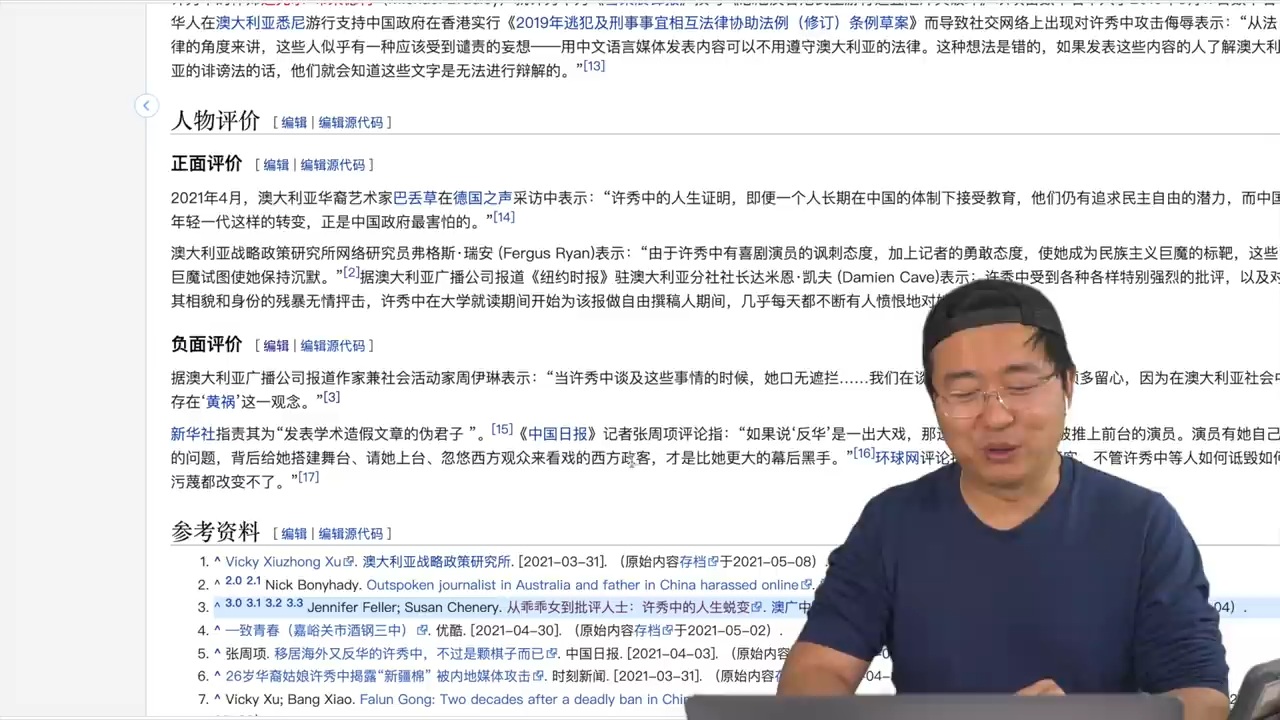 华人在澳大利亚悉尼游行支持中国政府在香港实行《2019年逃犯及刑事事宜相互法律协助法例（修订）条例草案》而导致社交网络上出现对许秀中攻击侮辱表示：“从法
律的角度来讲，这些人似乎有一种应该受到谴责的妄想——用中文语言媒体发表内容可以不用遵守澳大利亚的法律。这种想法是错的，如果发表这些内容的人了解澳大利
亚的诽谤法的话，他们就会知道这些文字是无法进行辩解的。”[13]
人物评价 [ 编辑 | 编辑源代码 ]
正面评价 [ 编辑 | 编辑源代码 ]
2021年4月，澳大利亚华裔艺术家巴丢草在德国之声采访中表示：“许秀中的人生证明，即便一个人长期在中国的体制下接受教育，他们仍有追求民主自由的潜力，而中国
年轻一代这样的转变，正是中国政府最害怕的。”[14]
澳大利亚战略政策研究所网络研究员弗格斯·瑞安 (Fergus Ryan)表示：“由于许秀中有喜剧演员的讽刺态度，加上记者的勇敢态度，使她成为民族主义巨魔的标靶，这些
巨魔试图使她保持沉默。”[2]据澳大利亚广播公司报道《纽约时报》驻澳大利亚分社社长达米恩·凯夫 (Damien Cave)表示：许秀中受到各种各样特别强烈的批评，以及对
其相貌和身份的残暴无情抨击，许秀中在大学就读期间开始为该报做自由撰稿人期间，几乎每天都不断有人愤恨地对
负面评价 [ 编辑 | 编辑源代码 ]
据澳大利亚广播公司报道作家兼社会活动家周伊琳表示：“当许秀中谈及这些事情的时候，她口无遮拦……我们在谈 多留心，因为在澳大利亚社会中
存在‘黄祸’这一观念。”[3]
新华社指责其为“发表学术造假文章的伪君子 ”。[15]《中国日报》记者张周项评论指：“如果说‘反华’是一出大戏，那 被推上前台的演员。演员有她自己
的问题，背后给她搭建舞台、请她上台、忽悠西方观众来看戏的西方政客，才是比她更大的幕后黑手。”[16]环球网评论 不管许秀中等人如何诋毁如何
污蔑都改变不了。”[17]
参考资料 [ 编辑 | 编辑源代码 ]
1. ^ Vicky Xiuzhong Xu. 澳大利亚战略政策研究所. [2021-03-31]. （原始内容存档于2021-05-08）.
2. ^ 2.0 2.1 Nick Bonyhady. Outspoken journalist in Australia and father in China harassed online.
3. ^ 3.0 3.1 3.2 3.3 Jennifer Feller; Susan Chenery. 从乖乖女到批评人士：许秀中的人生蜕变. 澳广中 04）.
4. ^ 一致青春（嘉峪关市酒钢三中）. 优酷. [2021-04-30]. （原始内容存档于2021-05-02）.
5. ^ 张周项. 移居海外又反华的许秀中，不过是颗棋子而已. 中国日报. [2021-04-03]. （原始内容
6. ^ 26岁华裔姑娘许秀中揭露“新疆棉” 被内地媒体攻击. 时刻新闻. [2021-03-31]. （原始内容
7. ^ Vicky Xu; Bang Xiao. Falun Gong: Two decades after a deadly ban in